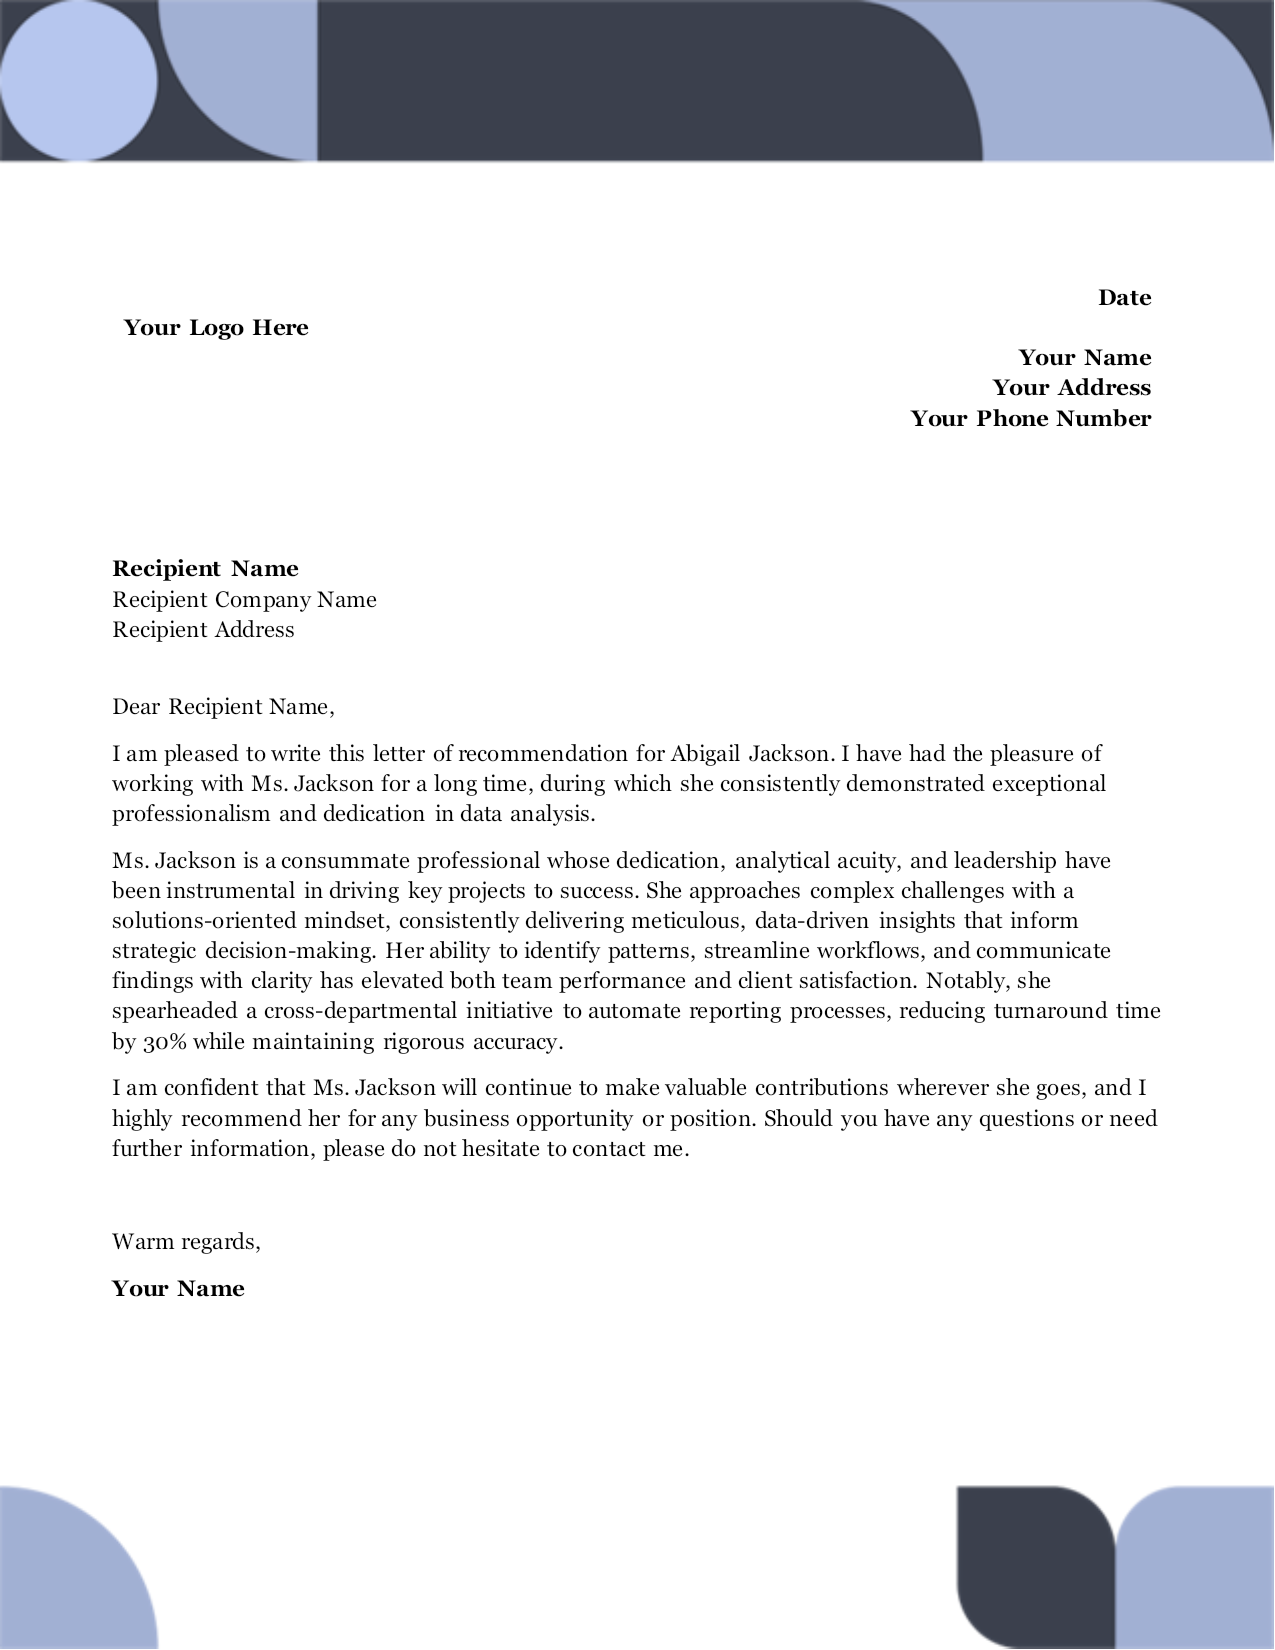 Date
Your Logo Here
Your Name
Your Address
Your Phone Number
Recipient Name
Recipient Company Name
Recipient Address
Dear Recipient Name,
I am pleased to write this letter of recommendation for Abigail Jackson. I have had the pleasure of
working with Ms. Jackson for a long time, during which she consistently demonstrated exceptional
professionalism and dedication in data analysis.
Ms. Jackson is a consummate professional whose dedication, analytical acuity, and leadership have
been instrumental in driving key projects to success. She approaches complex challenges with a
solutions-oriented mindset, consistently delivering meticulous, data-driven insights that inform
strategic decision-making. Her ability to identify patterns, streamline workflows, and communicate
findings with clarity has elevated both team performance and client satisfaction. Notably, she
spearheaded a cross-departmental initiative to automate reporting processes, reducing turnaround time
by 30% while maintaining rigorous accuracy.
I am confident that Ms. Jackson will continue to make valuable contributions wherever she goes, and I
highly recommend her for any business opportunity or position. Should you have any questions or need
further information, please do not hesitate to contact me.
Warm regards,
Your Name